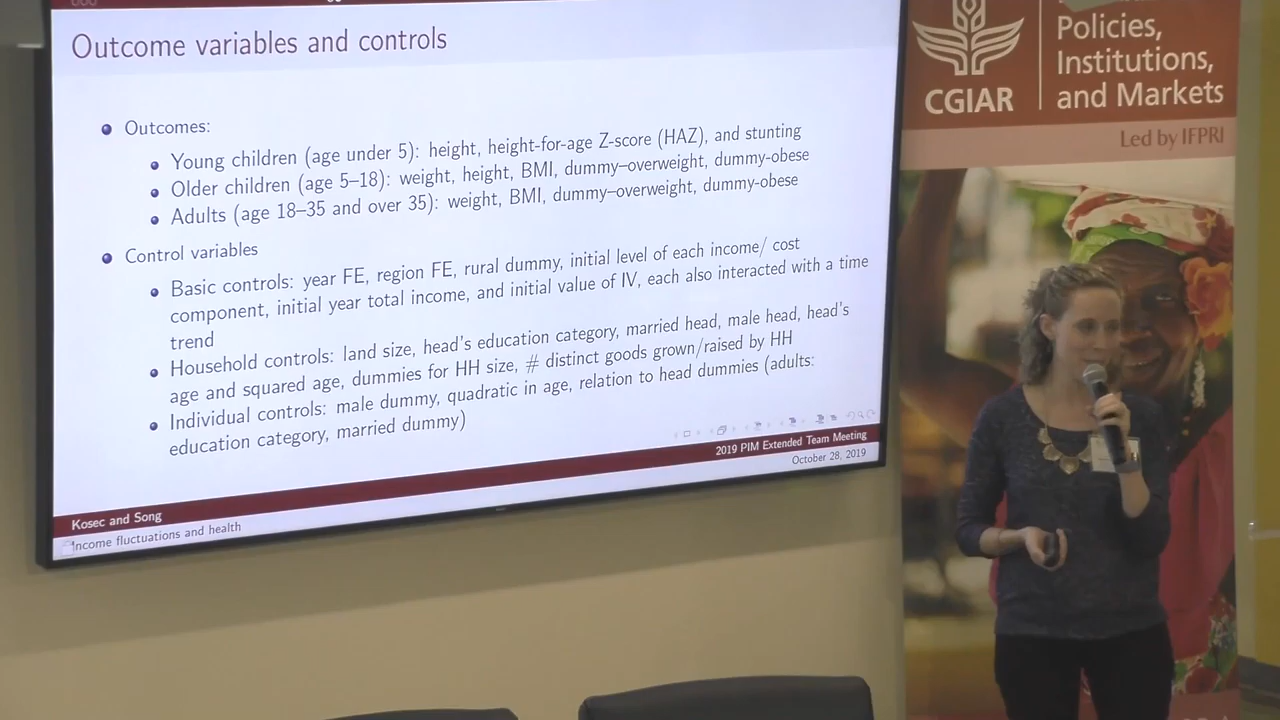 Outcome variables and controls
Outcomes:
Young children (age under 5): height, height-for-age Z-score (HAZ), and stunting
Older children (age 5–18): weight, height, BMI, dummy–overweight, dummy-obese
Adults (age 18–35 and over 35): weight, BMI, dummy–overweight, dummy-obese
Control variables
Basic controls: year FE, region FE, rural dummy, initial level of each income/ cost
component, initial year total income, and initial value of IV, each also interacted with a time
trend
Household controls: land size, head's education category, married head, male head, head's
age and squared age, dummies for HH size, # distinct goods grown/raised by HH
Individual controls: male dummy, quadratic in age, relation to head dummies (adults:
education category, married dummy)
2019 PIM Extended Team Meeting
October 28, 2019
Kosec and Song
Income fluctuations and health
CGIAR
Policies,
Institutions,
and Markets
Led by IFPRI